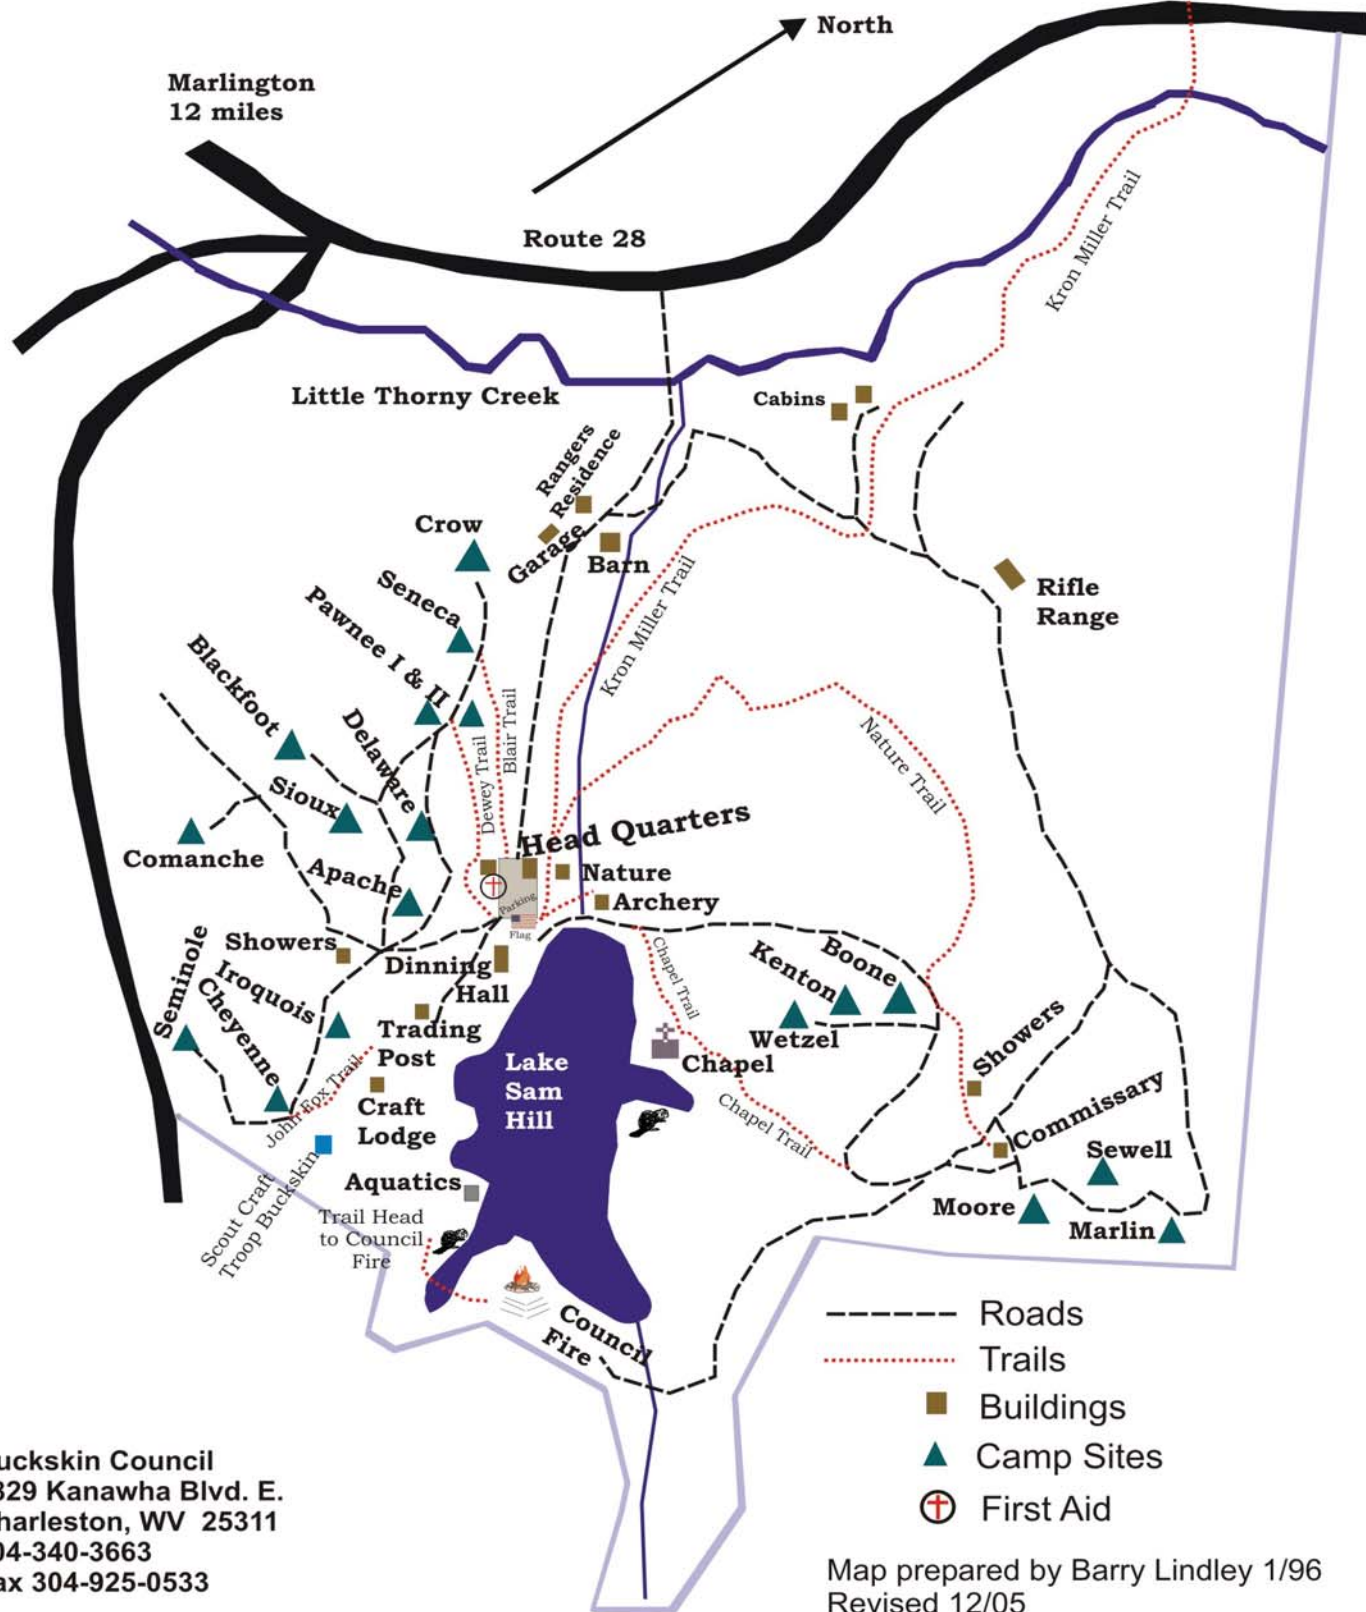 North
Marlington
12 miles
Route 28
Kron Miller Trail
Little Thorny Creek
Cabins
Rangers
Residence
Garage
Barn
Crow
Seneca
Pawnee I & II
Blackfoot
Delaware
Sioux
Comanche
Apache
Dewey Trail
Blair Trail
Kron Miller Trail
Rifle
Range
Nature Trail
Head Quarters
Nature
Archery
Parking
Flag
Showers
Dinning
Hall
Seminole
Iroquois
Cheyenne
Trading
Post
John Fox Trail
Craft
Lodge
Scout Craft
Troop Buckskin
Aquatics
Trail Head
to Council
Fire
Lake
Sam
Hill
Council
Fire
Chapel Trail
Chapel
Chapel Trail
Kenton
Boone
Wetzel
Showers
Commissary
Sewell
Moore
Marlin
Roads
Trails
Buildings
Camp Sites
First Aid
uckskin Council
829 Kanawha Blvd. E.
harleston, WV 25311
04-340-3663
ax 304-925-0533
Map prepared by Barry Lindley 1/96
Revised 12/05